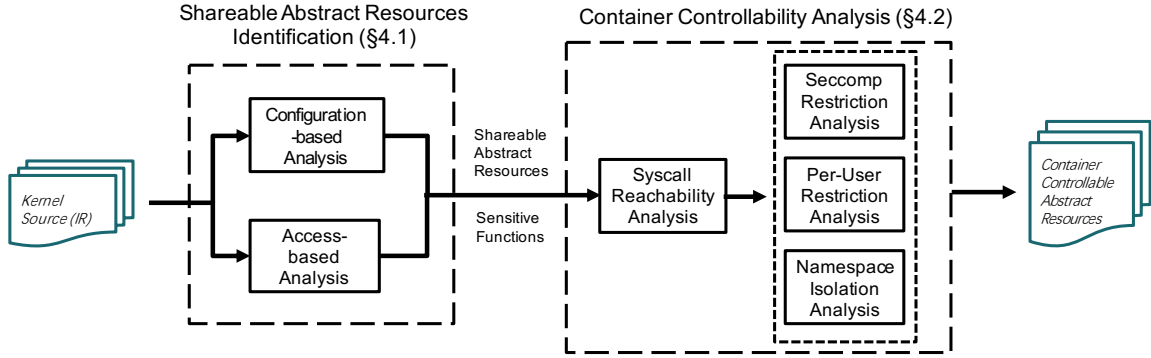 Shareable Abstract Resources
Identification (§4.1)
Container Controllability Analysis (§4.2)
Kernel
Source (IR)
Configuration
-based
Analysis
Access-
based
Analysis
Shareable
Abstract
Resources
Sensitive
Functions
Syscall
Reachability
Analysis
Seccomp
Restriction
Analysis
Per-User
Restriction
Analysis
Namespace
Isolation
Analysis
Container
Controllable
Abstract
Resources